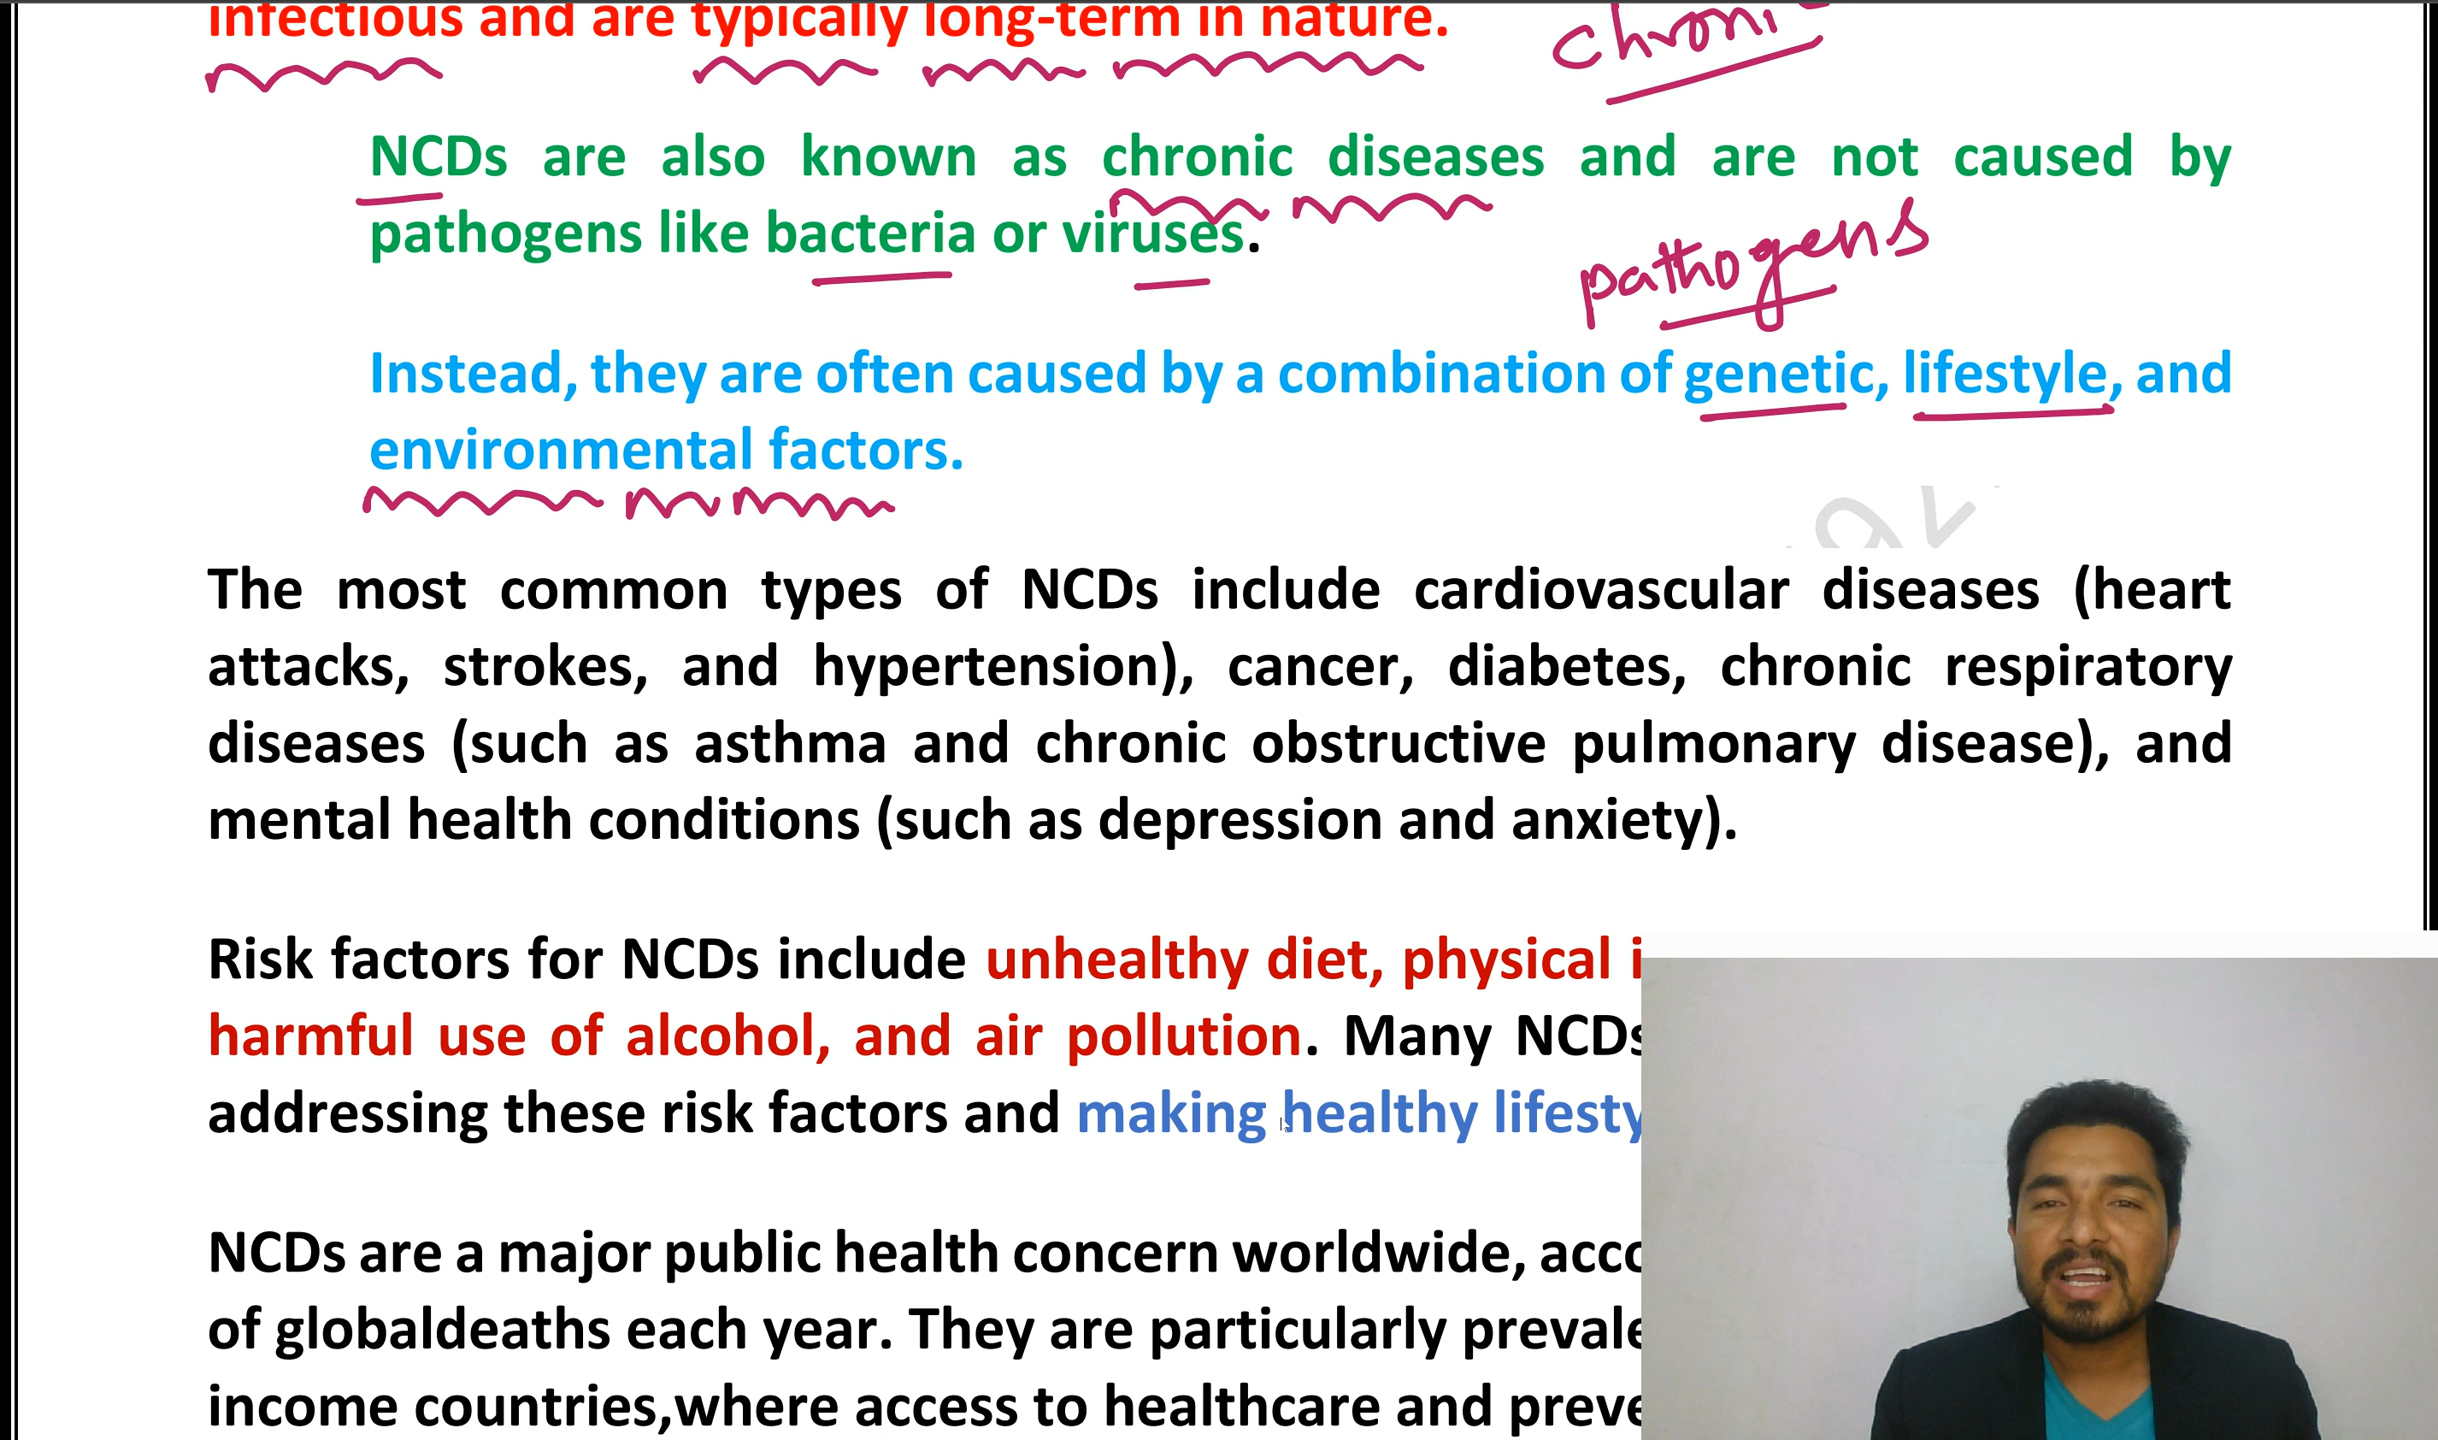 infectious and are typically long-term in nature.
chroni
NCDs are also known as chronic diseases and are not caused by
pathogens like bacteria or viruses.
pathogens
Instead, they are often caused by a combination of genetic, lifestyle, and
environmental factors.
The most common types of NCDs include cardiovascular diseases (heart
attacks, strokes, and hypertension), cancer, diabetes, chronic respiratory
diseases (such as asthma and chronic obstructive pulmonary disease), and
mental health conditions (such as depression and anxiety).
Risk factors for NCDs include unhealthy diet, physical i
harmful use of alcohol, and air pollution. Many NCDs
addressing these risk factors and making healthy lifesty
NCDs are a major public health concern worldwide, acco
of globaldeaths each year. They are particularly prevale
income countries,where access to healthcare and preve